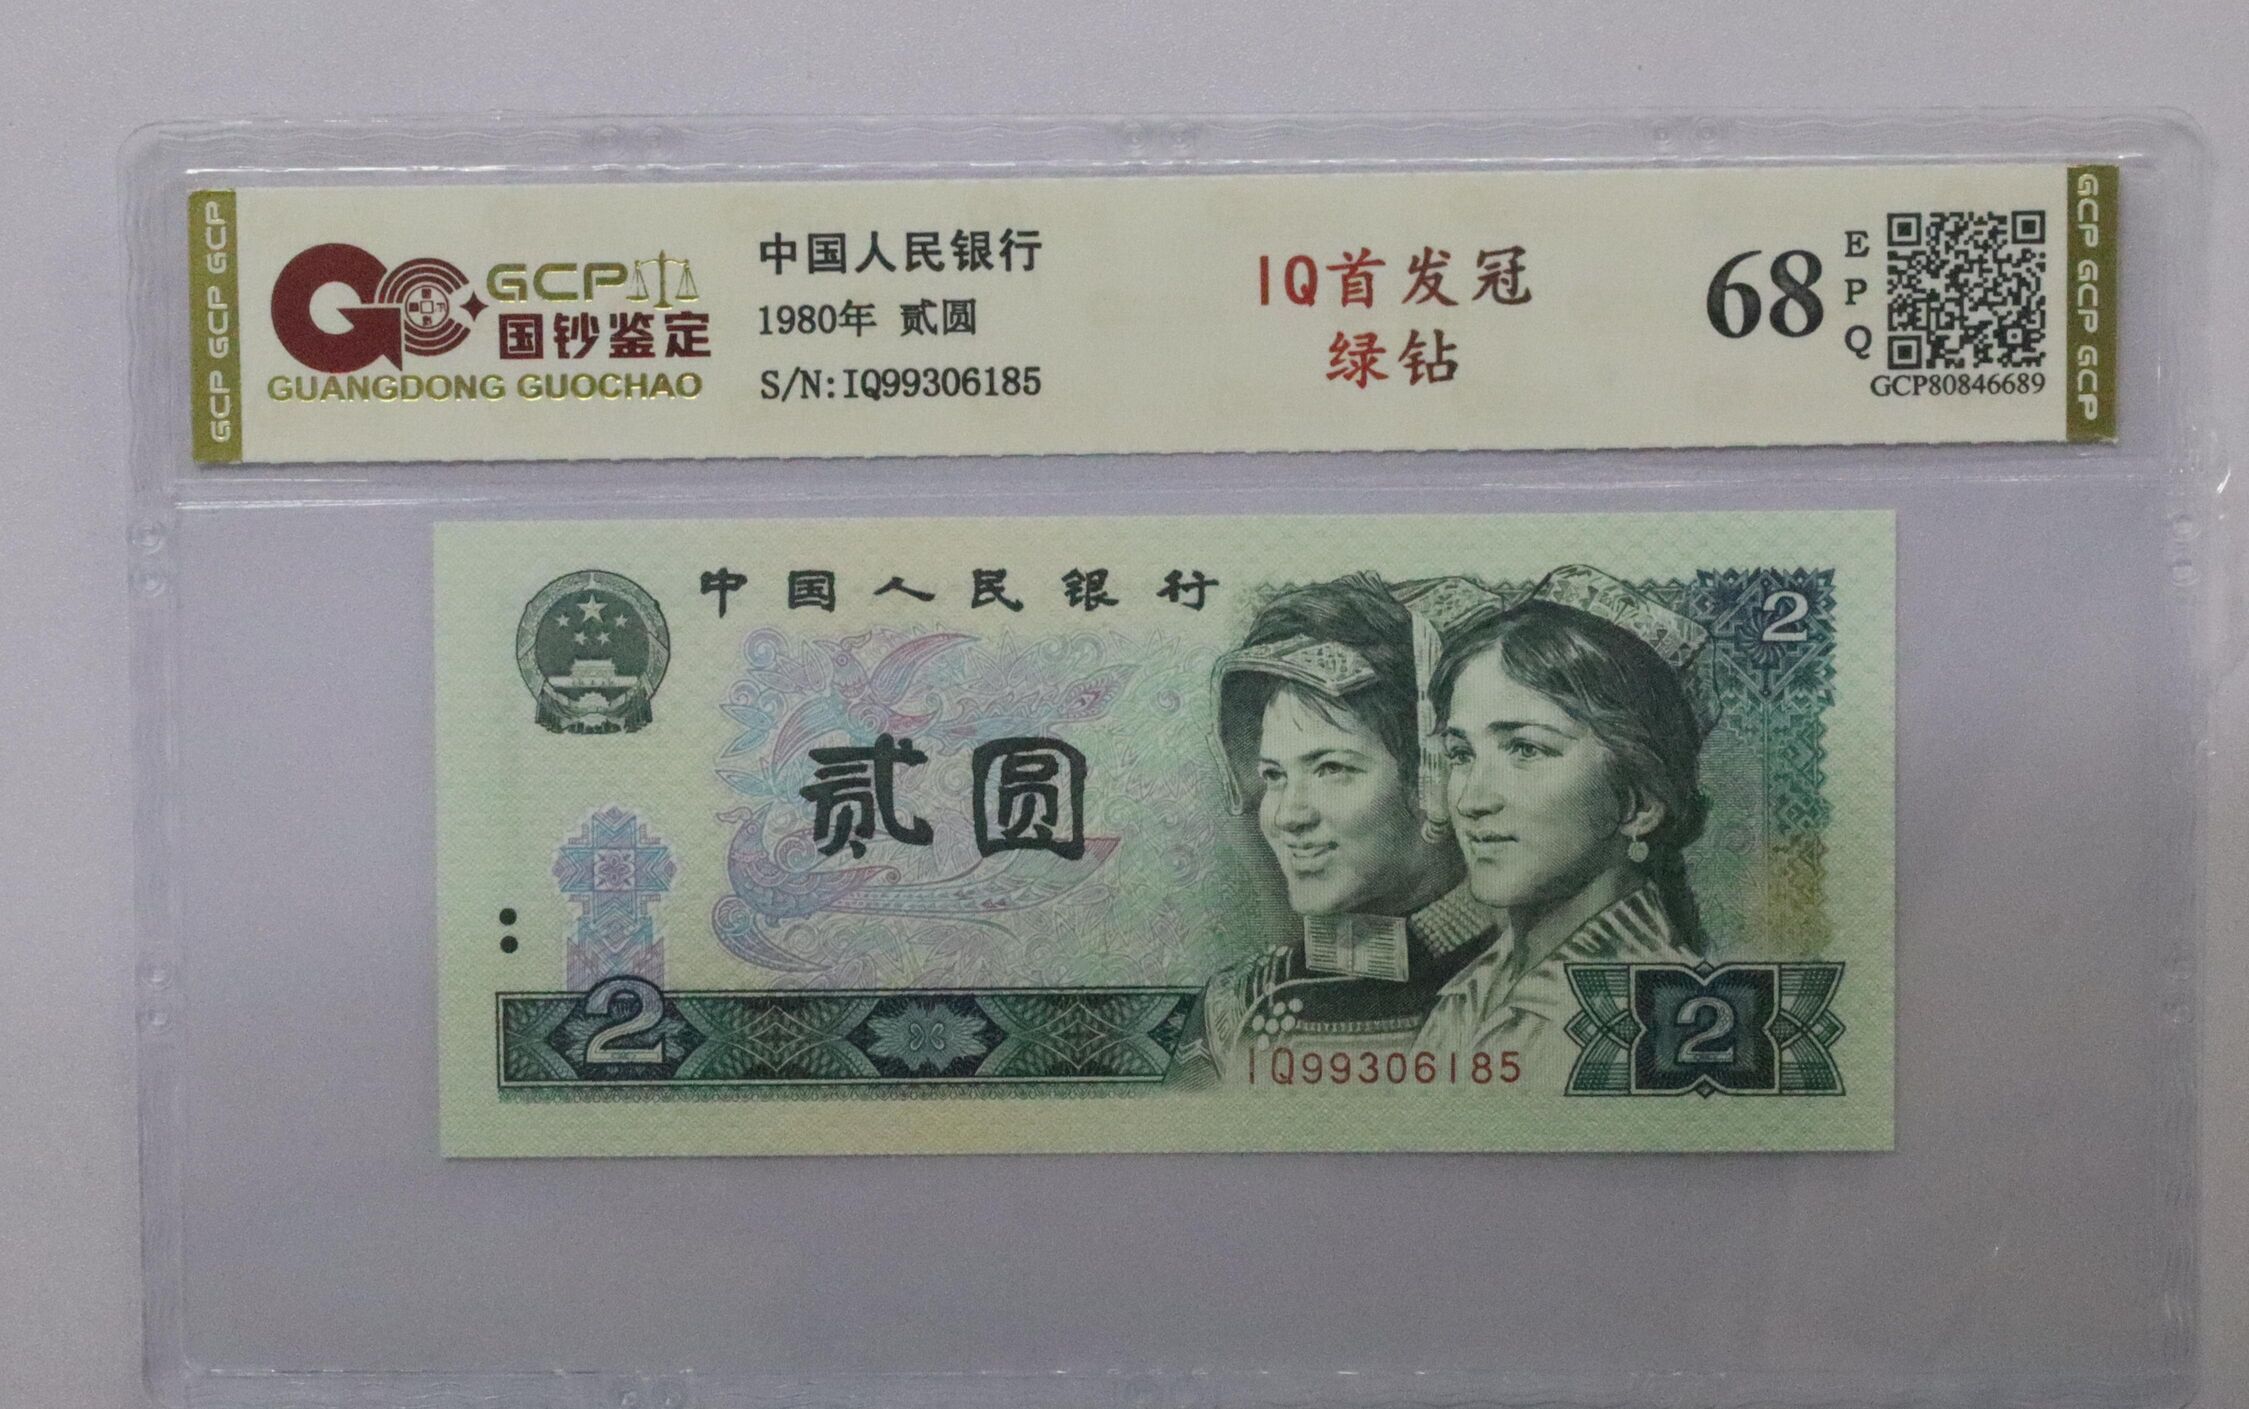 GCP GCP GCP
GCP
国钞鉴定
GUANGDONG GUOCHAO
中国人民银行
1980年 贰圆
S/N:IQ99306185
IQ首发冠
绿钻
68
EPQ
GCP80846689
GCP GCP GCP
中国人民银行
2
贰圆
2
IQ99306185
2